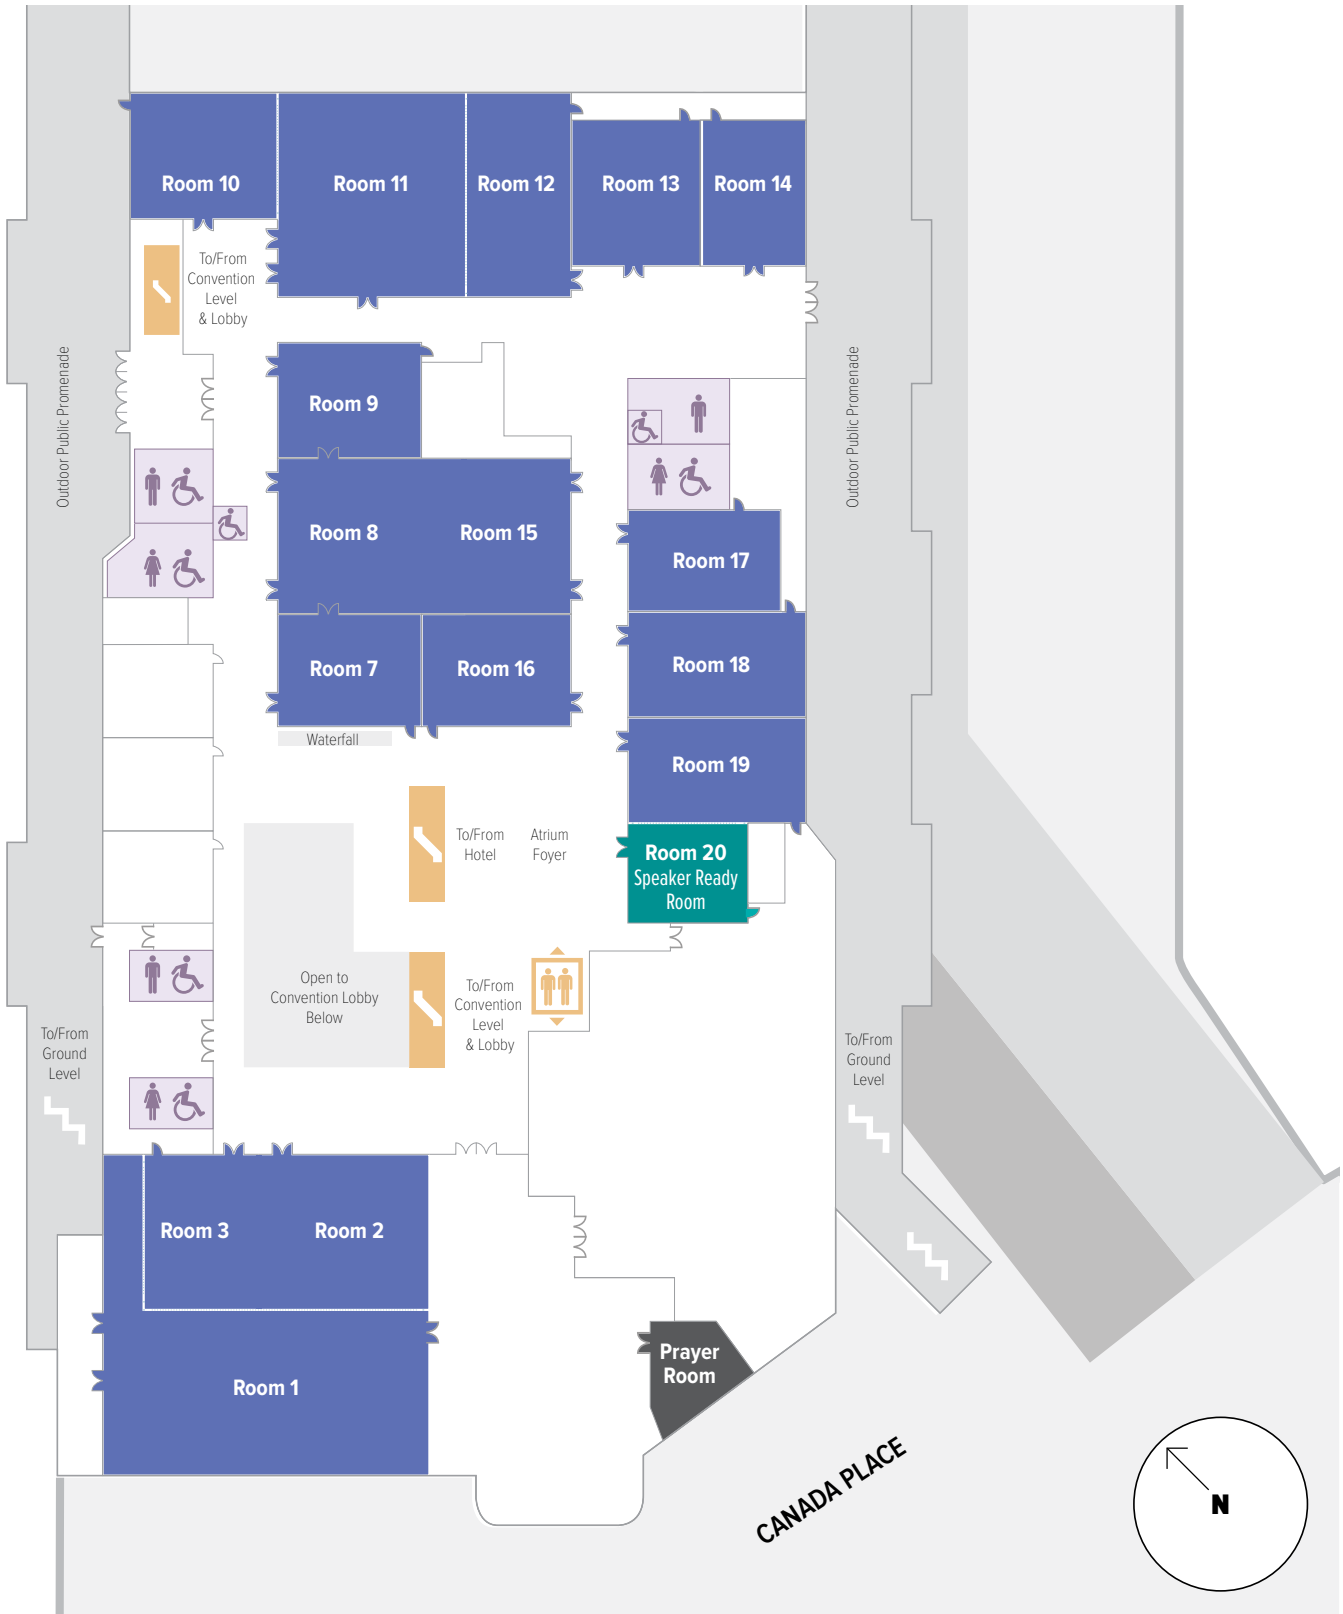 Room 10
Room 11
Room 12
Room 13
Room 14
To/From
Convention
Level
& Lobby
Outdoor Public Promenade
Outdoor Public Promenade
Room 9
Room 8
Room 15
Room 17
Room 7
Room 16
Room 18
Waterfall
Room 19
To/From
Hotel
Atrium
Foyer
Room 20
Speaker Ready
Room
Open to
Convention Lobby
Below
To/From
Convention
Level
& Lobby
To/From
Ground
Level
To/From
Ground
Level
Room 3
Room 2
Room 1
Prayer
Room
CANADA PLACE
N